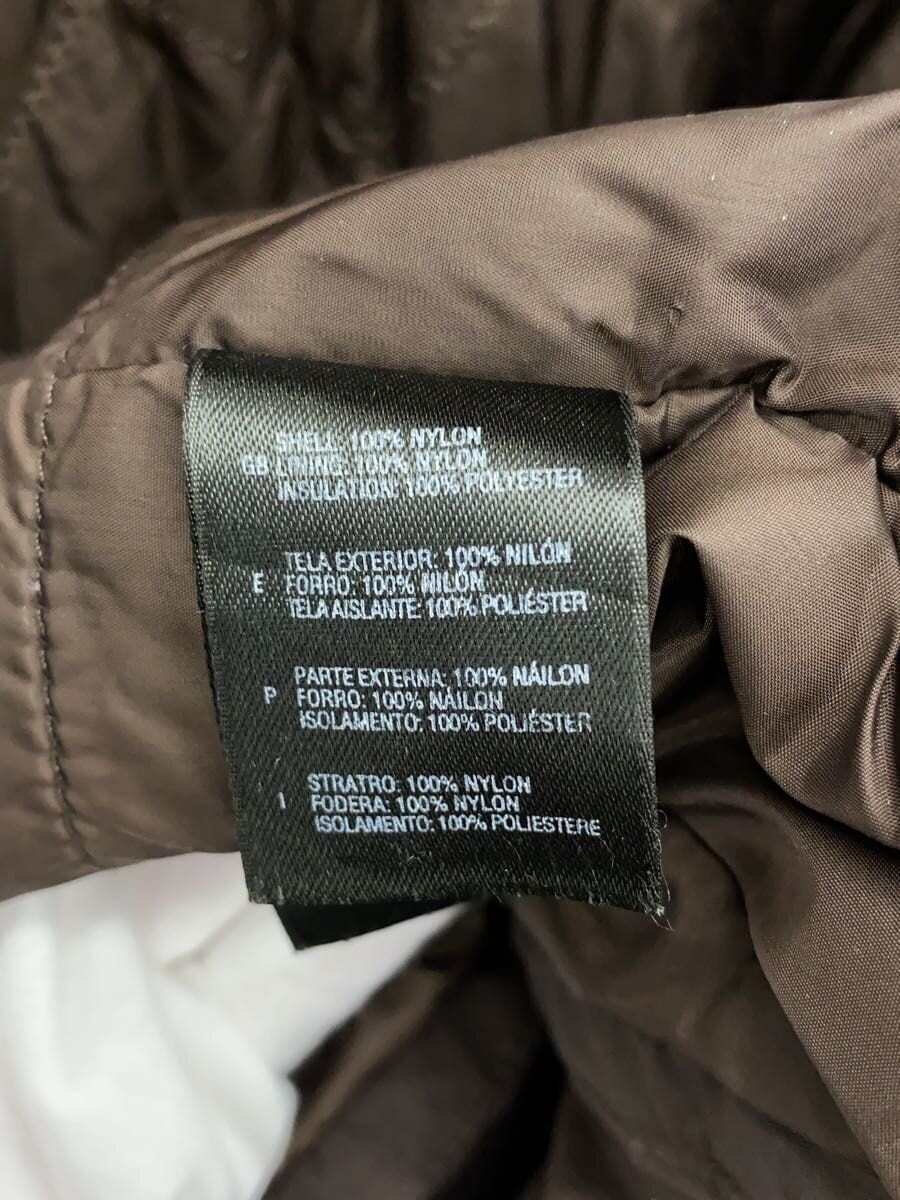 SHELL: 100% NYLON
GB LINING: 100% NYLON
INSULATION: 100% POLYESTER
TELA EXTERIOR: 100% NILÓN
E FORRO: 100% NILÓN
TELA AISLANTE: 100% POLIÉSTER
PARTE EXTERNA: 100% NÁILON
P FORRO: 100% NÁILON
ISOLAMENTO: 100% POLIÉSTER
STRATRO: 100% NYLON
I FODERA: 100% NYLON
ISOLAMENTO: 100% POLIESTERE